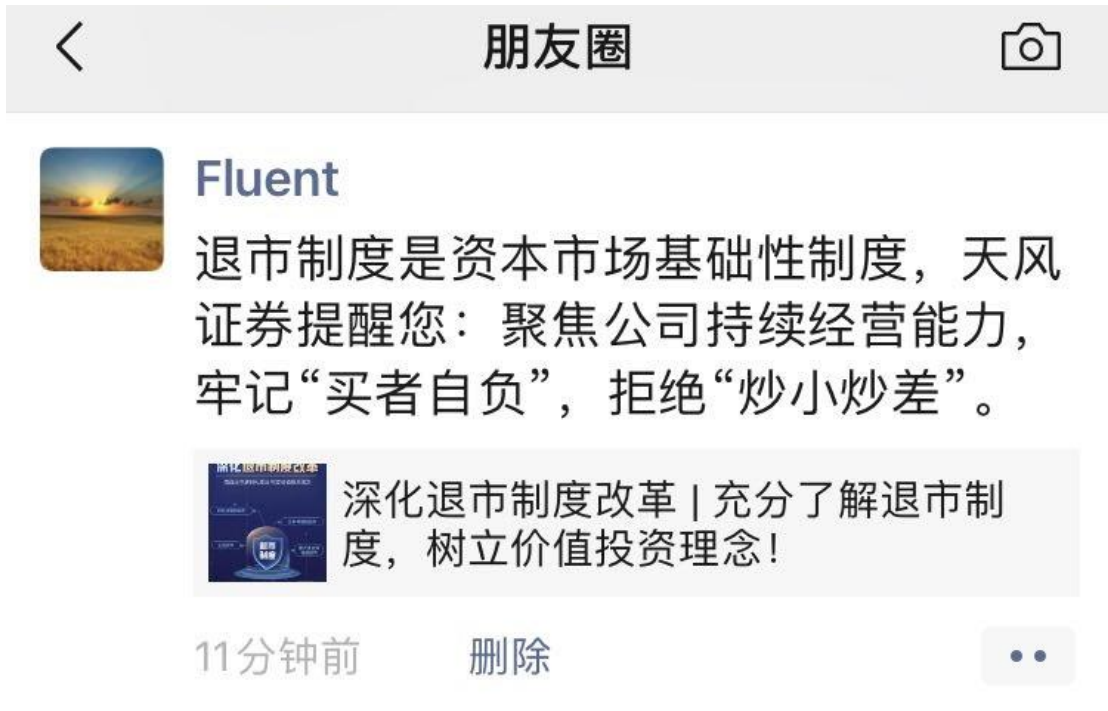 朋友圈
Fluent
退市制度是资本市场基础性制度，天风
证券提醒您：聚焦公司持续经营能力，
牢记“买者自负”，拒绝“炒小炒差”。
深化退市制度改革
退市
制度
深化退市制度改革 | 充分了解退市制
度，树立价值投资理念！
11分钟前 删除